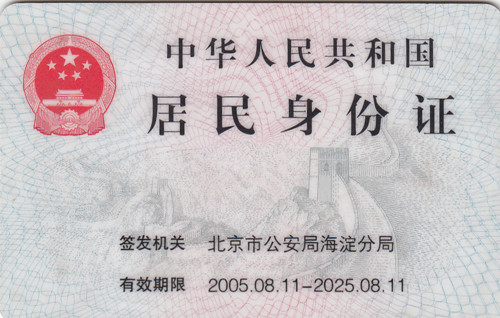 中华人民共和国
居民身份证
签发机关 北京市公安局海淀分局
有效期限 2005.08.11-2025.08.11